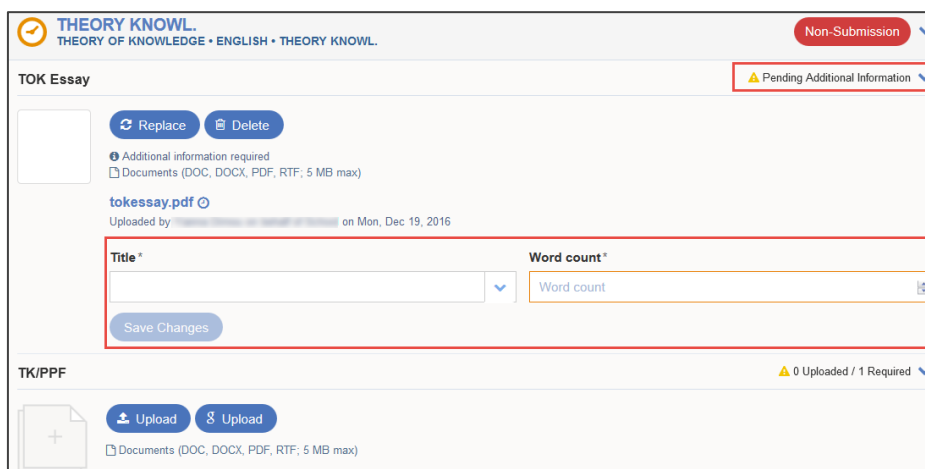 THEORY KNOWL.
THEORY OF KNOWLEDGE • ENGLISH • THEORY KNOWL.
Non-Submission
TOK Essay
Pending Additional Information
Replace
Delete
Additional information required
Documents (DOC, DOCX, PDF, RTF; 5 MB max)
tokessay.pdf
Uploaded by on Mon, Dec 19, 2016
Title*
Word count*
Word count
Save Changes
TK/PPF
0 Uploaded / 1 Required
Upload
Upload
Documents (DOC, DOCX, PDF, RTF; 5 MB max)